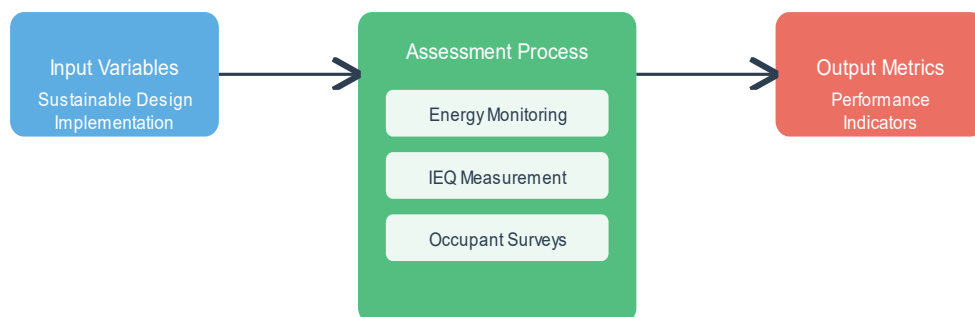 Input Variables
Sustainable Design
Implementation
Assessment Process
Energy Monitoring
IEQ Measurement
Occupant Surveys
Output Metrics
Performance
Indicators